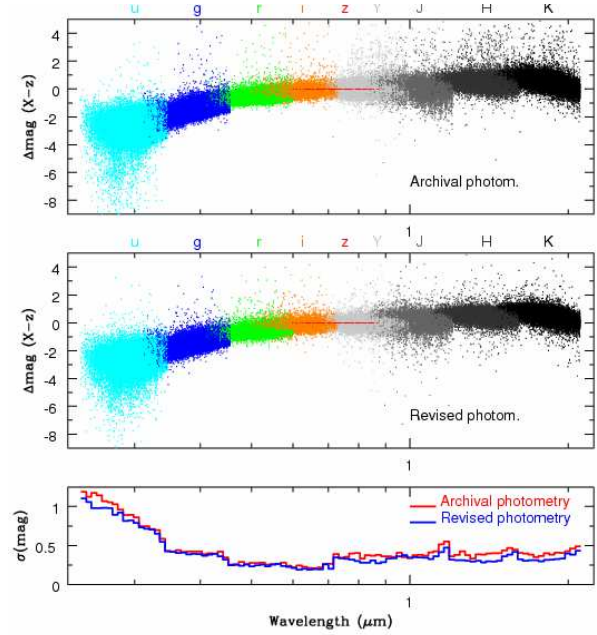 u g r i z Y J H K
4
2
0
-2
-4
-6
-8
Δmag (X-z)
Archival photom.
1
u g r i z Y J H K
4
2
0
-2
-4
-6
-8
Δmag (X-z)
Revised photom.
1
1
0.5
0
σ(mag)
Archival photometry
Revised photometry
1
Wavelength (μm)